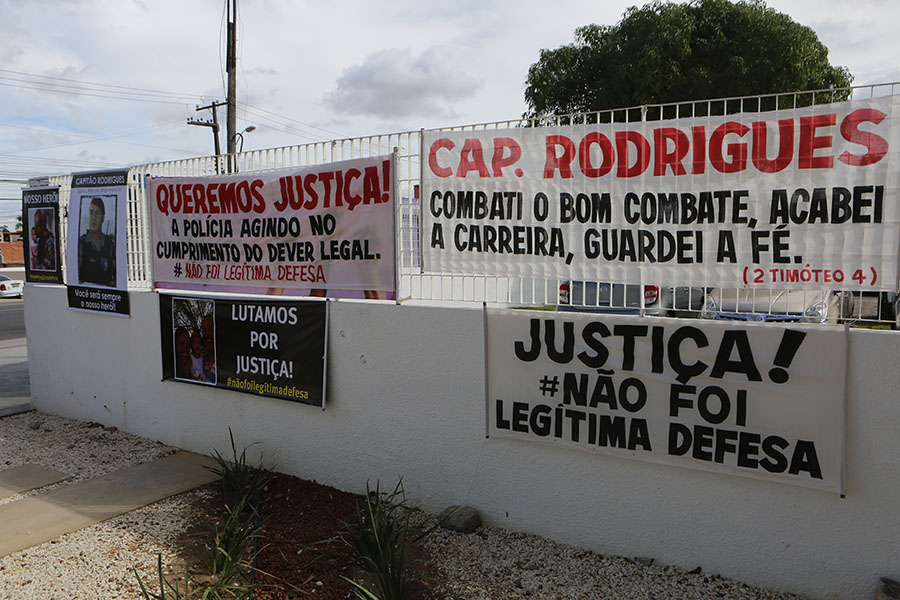 NOSSO HERÓI
CAPITÃO RODRIGUES
Você será sempre
o nosso herói!
QUEREMOS JUSTIÇA!
A POLÍCIA AGINDO NO
CUMPRIMENTO DO DEVER LEGAL.
# NÃO FOI LEGÍTIMA DEFESA
LUTAMOS
POR
JUSTIÇA!
#nãofoilegítimadefesa
CAP. RODRIGUES
COMBATI O BOM COMBATE, ACABEI
A CARREIRA, GUARDEI A FÉ.
(2 TIMÓTEO 4)
JUSTIÇA!
#NÃO FOI
LEGÍTIMA DEFESA